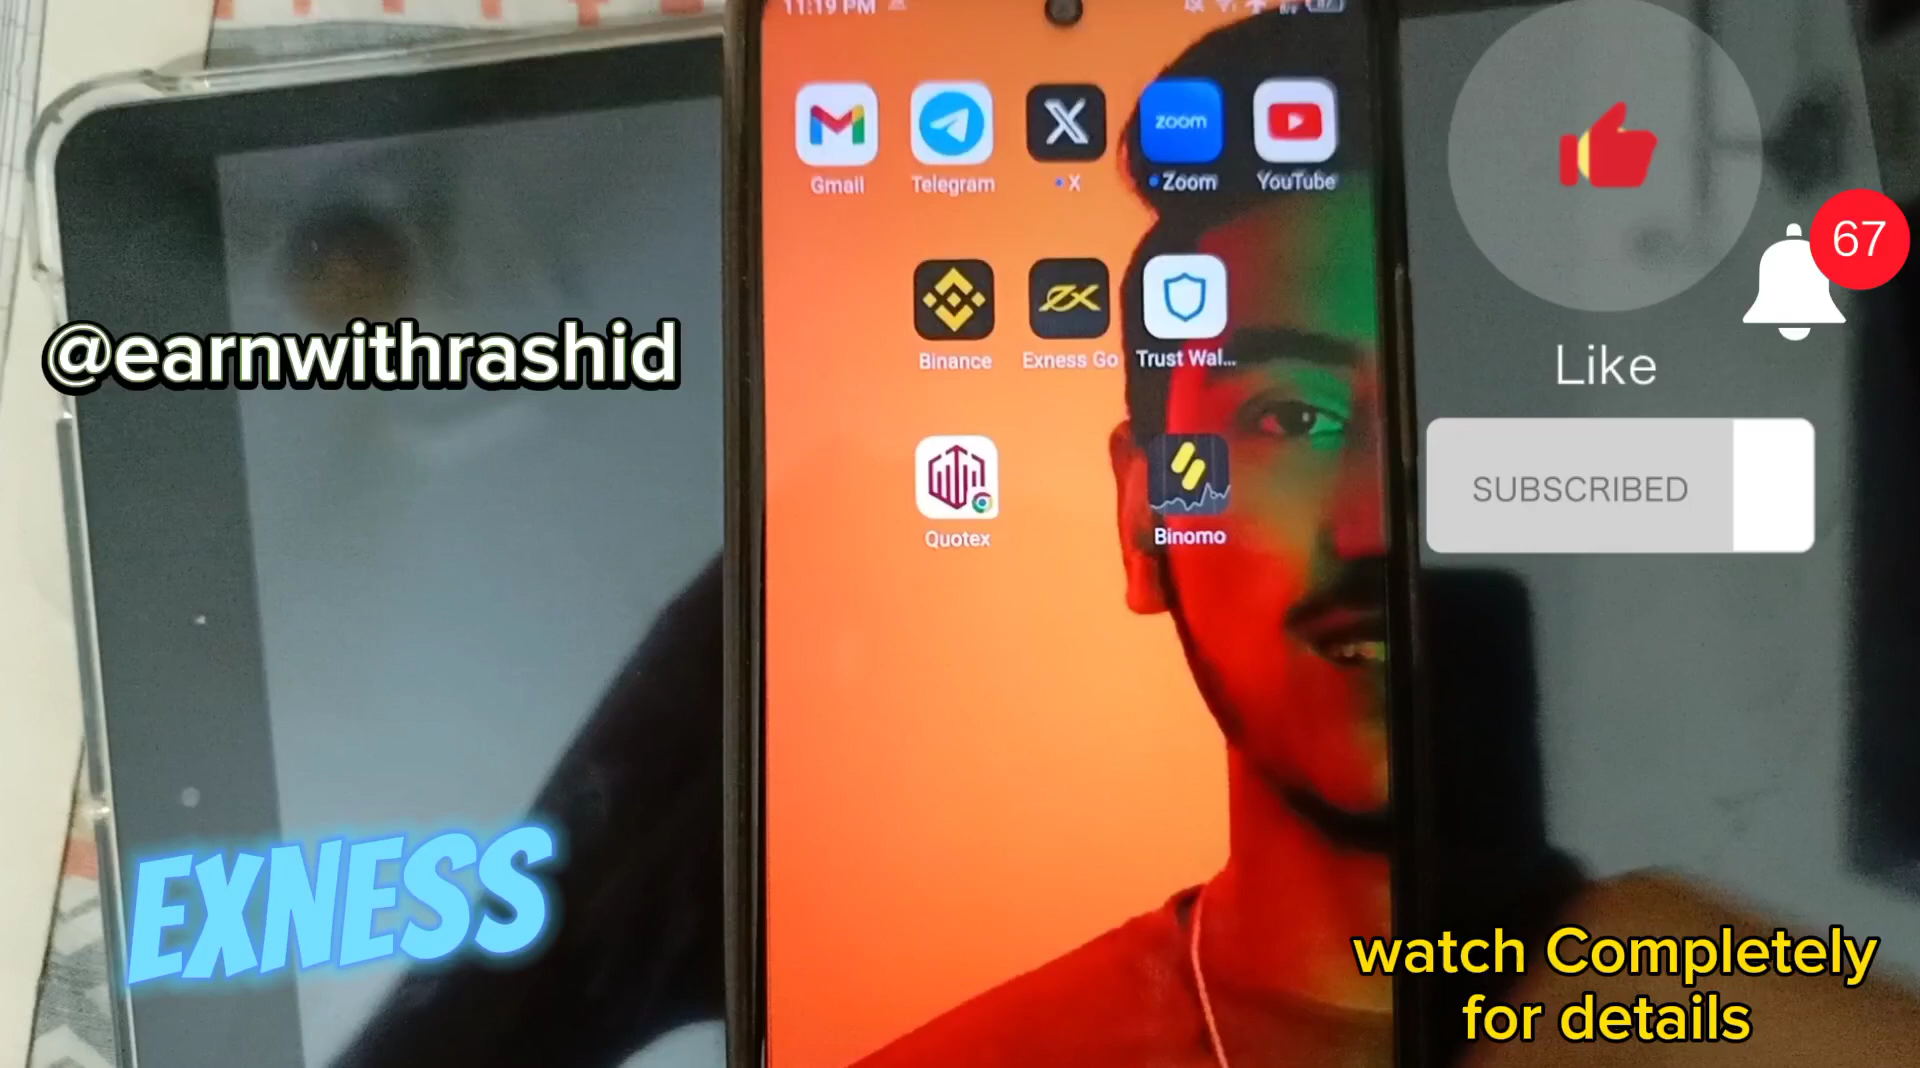 11:19 PM
Gmail
Telegram
X
zoom
Zoom
YouTube
67
Binance
Exness Go
Trust Wal...
@earnwithrashid
Like
SUBSCRIBED
Quotex
Binomo
EXNESS
watch Completely
for details